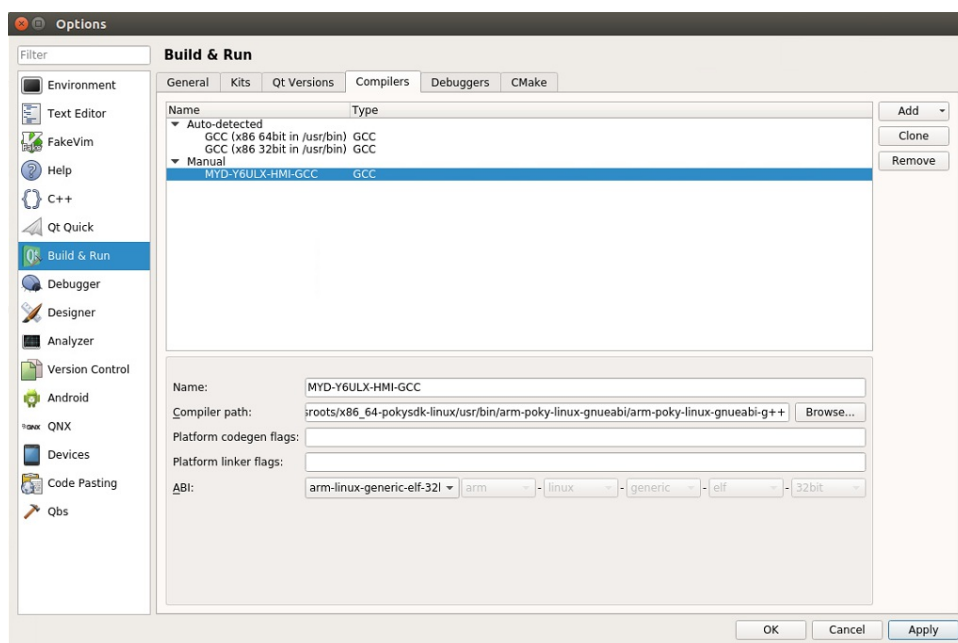 Options
Filter
Build & Run
Environment
Text Editor
FakeVim
Help
C++
Qt Quick
Build & Run
Debugger
Designer
Analyzer
Version Control
Android
QNX
Devices
Code Pasting
Qbs
General Kits Qt Versions Compilers Debuggers CMake
Name Type
Auto-detected
GCC (x86 64bit in /usr/bin) GCC
GCC (x86 32bit in /usr/bin) GCC
Manual
MYD-Y6ULX-HMI-GCC GCC
Add
Clone
Remove
Name: MYD-Y6ULX-HMI-GCC
Compiler path: sroots/x86_64-pokysdk-linux/usr/bin/arm-poky-linux-gnueabi/arm-poky-linux-gnueabi-g++ Browse...
Platform codegen flags:
Platform linker flags:
ABI: arm-linux-generic-elf-32l arm - linux - generic - elf - 32bit
OK Cancel Apply